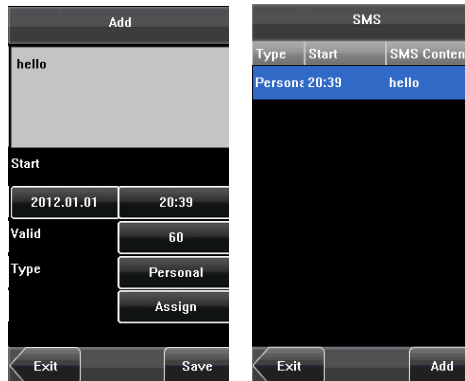 Add
hello
Start
2012.01.01 20:39
Valid 60
Type Personal
Assign
Exit Save
SMS
Type Start SMS Conten
Persona 20:39 hello
Exit Add